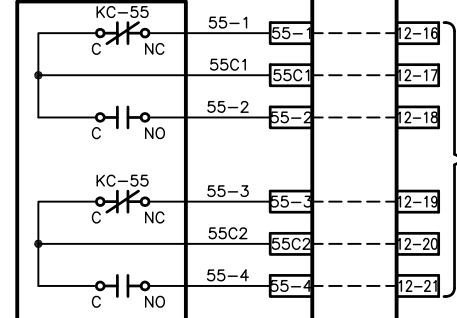 KC-55
C NC 55-1 55-1 12-16
55C1 55C1 12-17
C NO 55-2 55-2 12-18
KC-55
C NC 55-3 55-3 12-19
55C2 55C2 12-20
C NO 55-4 55-4 12-21